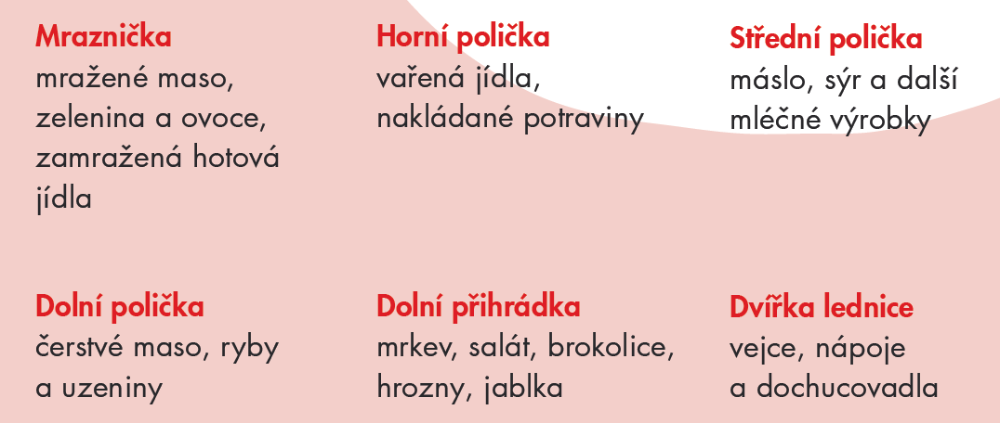 Mraznička
mražené maso,
zelenina a ovoce,
zamražená hotová
jídla
Horní polička
vařená jídla,
nakládané potraviny
Střední polička
máslo, sýr a další
mléčné výrobky
Dolní polička
čerstvé maso, ryby
a uzeniny
Dolní přihrádka
mrkev, salát, brokolice,
hrozny, jablka
Dvířka lednice
vejce, nápoje
a dochucovadla